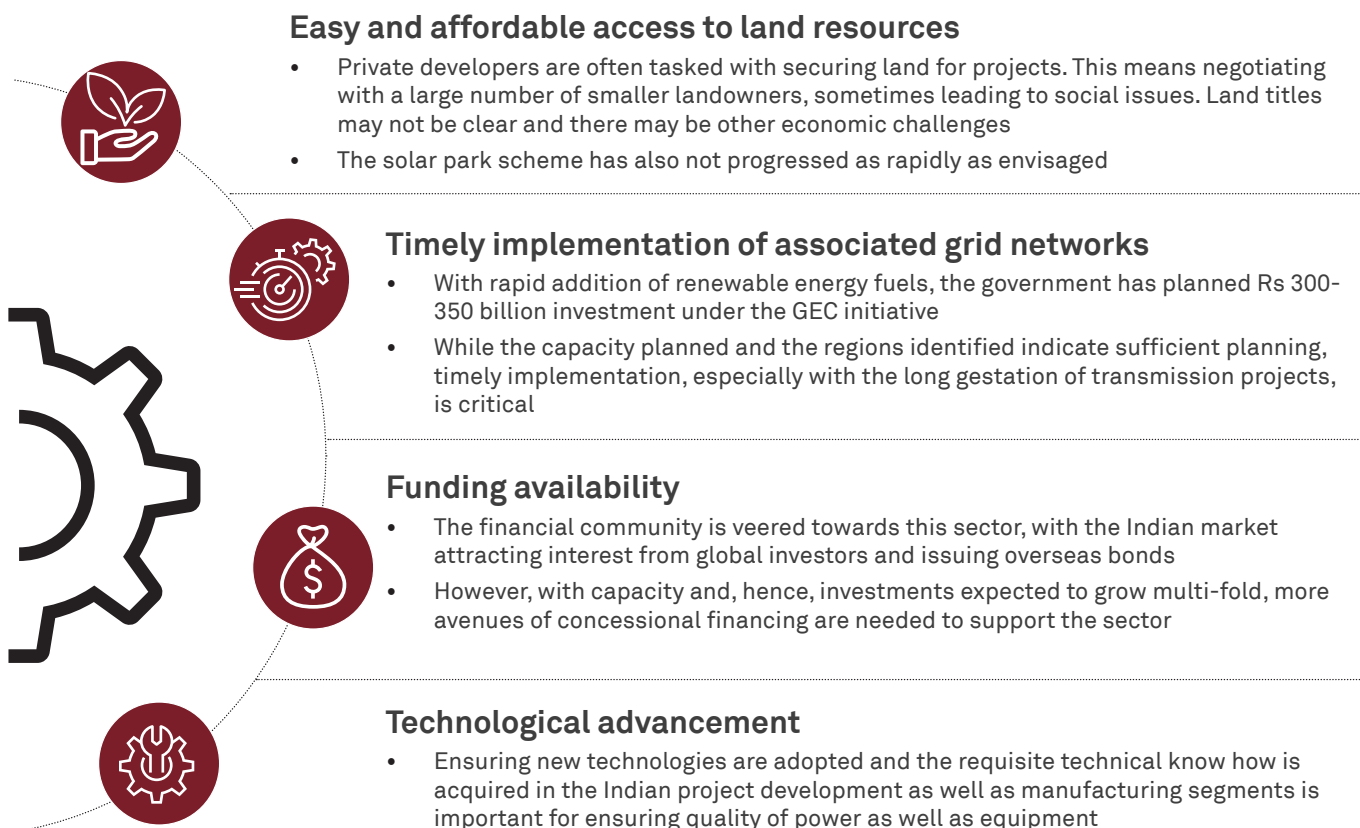 Easy and affordable access to land resources
• Private developers are often tasked with securing land for projects. This means negotiating
with a large number of smaller landowners, sometimes leading to social issues. Land titles
may not be clear and there may be other economic challenges
• The solar park scheme has also not progressed as rapidly as envisaged
Timely implementation of associated grid networks
• With rapid addition of renewable energy fuels, the government has planned Rs 300-
350 billion investment under the GEC initiative
• While the capacity planned and the regions identified indicate sufficient planning,
timely implementation, especially with the long gestation of transmission projects,
is critical
Funding availability
• The financial community is veered towards this sector, with the Indian market
attracting interest from global investors and issuing overseas bonds
• However, with capacity and, hence, investments expected to grow multi-fold, more
avenues of concessional financing are needed to support the sector
$
Technological advancement
• Ensuring new technologies are adopted and the requisite technical know how is
acquired in the Indian project development as well as manufacturing segments is
important for ensuring quality of power as well as equipment